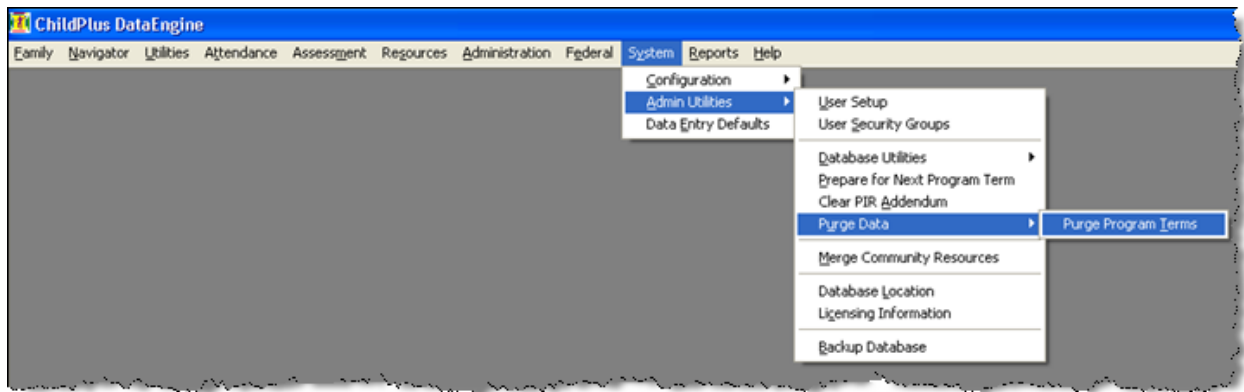 ChildPlus DataEngine
Family Navigator Utilities Attendance Assessment Resources Administration Federal System Reports Help
Configuration
Admin Utilities
Data Entry Defaults
User Setup
User Security Groups
Database Utilities
Prepare for Next Program Term
Clear PIR Addendum
Purge Data
Purge Program Terms
Merge Community Resources
Database Location
Licensing Information
Backup Database